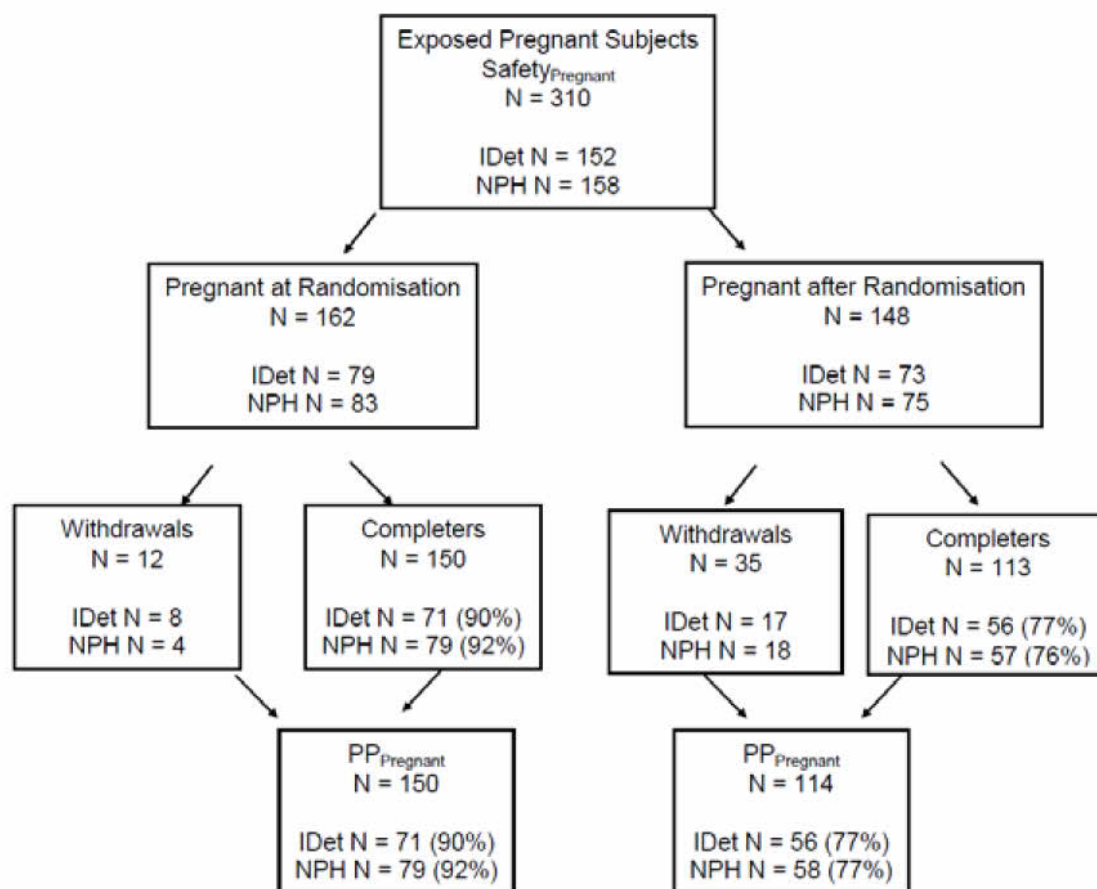 Exposed Pregnant Subjects
SafetyPregnant
N = 310
IDet N = 152
NPH N = 158
Pregnant at Randomisation
N = 162
IDet N = 79
NPH N = 83
Pregnant after Randomisation
N = 148
IDet N = 73
NPH N = 75
Withdrawals
N = 12
IDet N = 8
NPH N = 4
Completers
N = 150
IDet N = 71 (90%)
NPH N = 79 (92%)
Withdrawals
N = 35
IDet N = 17
NPH N = 18
Completers
N = 113
IDet N = 56 (77%)
NPH N = 57 (76%)
PPPregnant
N = 150
IDet N = 71 (90%)
NPH N = 79 (92%)
PPPregnant
N = 114
IDet N = 56 (77%)
NPH N = 58 (77%)